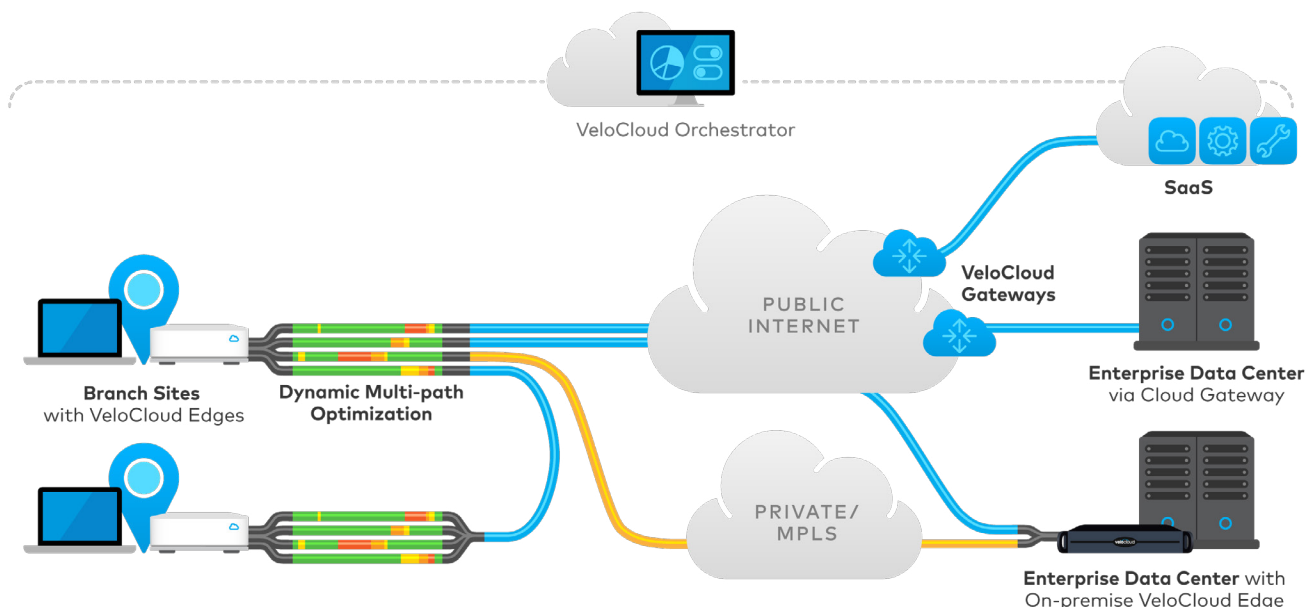 VeloCloud Orchestrator
SaaS
VeloCloud
Gateways
PUBLIC
INTERNET
Enterprise Data Center
via Cloud Gateway
Branch Sites
with VeloCloud Edges
Dynamic Multi-path
Optimization
PRIVATE/
MPLS
velocloud
Enterprise Data Center with
On-premise VeloCloud Edge